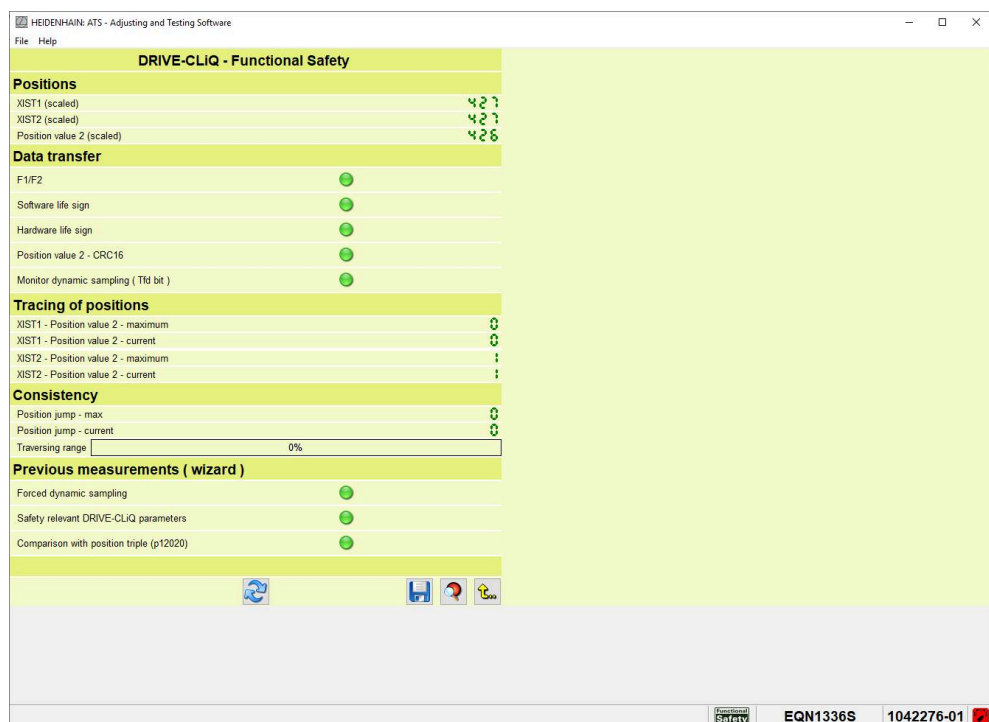 HEIDENHAIN: ATS - Adjusting and Testing Software
File Help
DRIVE-CLiQ - Functional Safety
Positions
XIST1 (scaled) 427
XIST2 (scaled) 427
Position value 2 (scaled) 426
Data transfer
F1/F2
Software life sign
Hardware life sign
Position value 2 - CRC16
Monitor dynamic sampling ( Tfd bit )
Tracing of positions
XIST1 - Position value 2 - maximum 0
XIST1 - Position value 2 - current 0
XIST2 - Position value 2 - maximum 1
XIST2 - Position value 2 - current 1
Consistency
Position jump - max 0
Position jump - current 0
Traversing range 0%
Previous measurements ( wizard )
Forced dynamic sampling
Safety relevant DRIVE-CLiQ parameters
Comparison with position triple (p12020)
Functional Safety EQN1336S 1042276-01